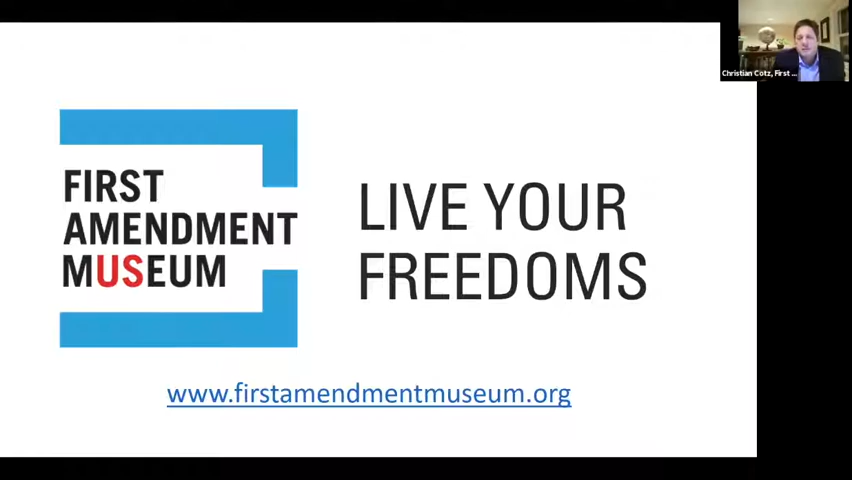 Christian Cotz, First ...
FIRST
AMENDMENT
MUSEUM
LIVE YOUR
FREEDOMS
www.firstamendmentmuseum.org